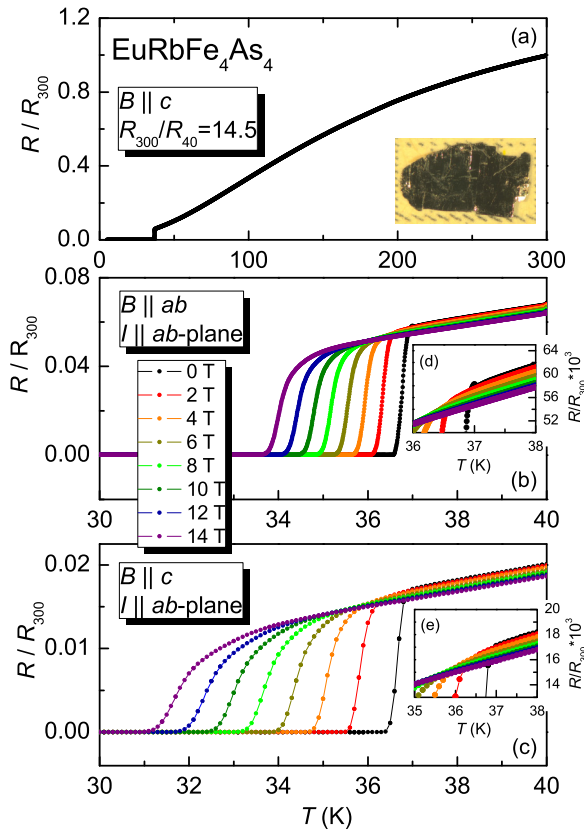 1.2
0.8
0.4
0.0
R / R300
EuRbFe4As4
(a)
B || c
R300/R40=14.5
0 100 200 300
0.08
0.04
0.00
R / R300
B || ab
I || ab-plane
0 T
2 T
4 T
6 T
8 T
10 T
12 T
14 T
(d)
64
60
56
52
R/R300*10^3
36 37 38
T (K)
(b)
30 32 34 36 38 40
0.02
0.01
0.00
R / R300
B || c
I || ab-plane
(e)
20
18
16
14
R/R300*10^3
35 36 37 38
T (K)
(c)
30 32 34 36 38 40
T (K)